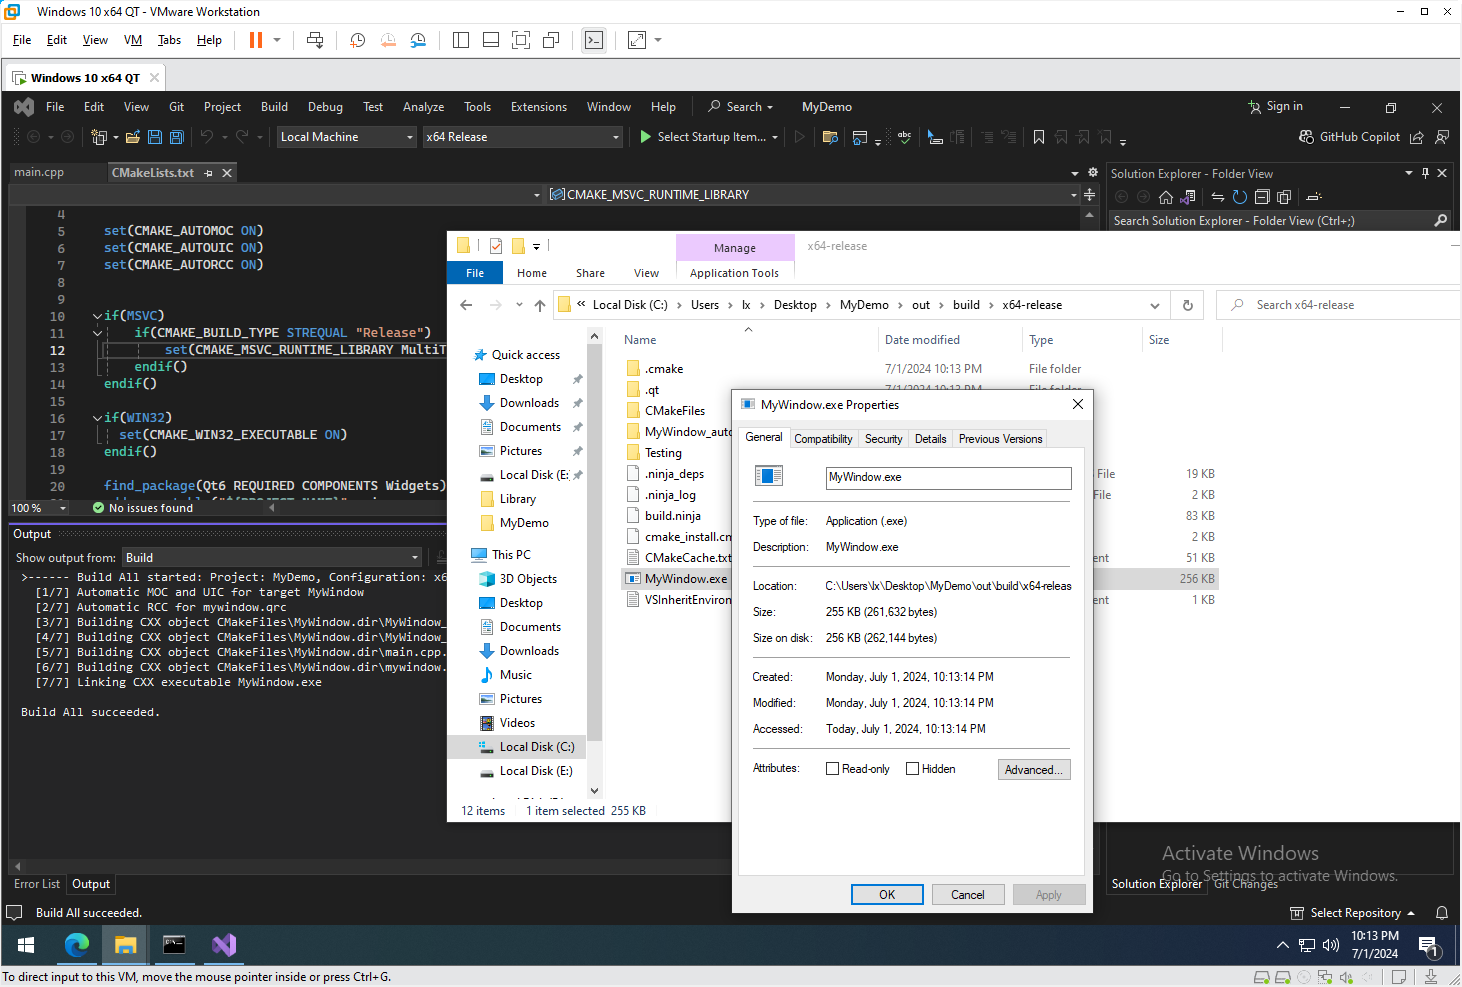 Windows 10 x64 QT - VMware Workstation
File Edit View VM Tabs Help
Windows 10 x64 QT
File Edit View Git Project Build Debug Test Analyze Tools Extensions Window Help Search MyDemo Sign in
Local Machine x64 Release Select Startup Item... GitHub Copilot
main.cpp CMakeLists.txt
CMAKE_MSVC_RUNTIME_LIBRARY
4
5 set(CMAKE_AUTOMOC ON)
6 set(CMAKE_AUTOUIC ON)
7 set(CMAKE_AUTORCC ON)
8
9
10 if(MSVC)
11 if(CMAKE_BUILD_TYPE STREQUAL "Release")
12 set(CMAKE_MSVC_RUNTIME_LIBRARY MultiT
13 endif()
14 endif()
15
16 if(WIN32)
17 set(CMAKE_WIN32_EXECUTABLE ON)
18 endif()
19
20 find_package(Qt6 REQUIRED COMPONENTS Widgets)
100 % No issues found
Output
Show output from: Build
>------ Build All started: Project: MyDemo, Configuration: x6
[1/7] Automatic MOC and UIC for target MyWindow
[2/7] Automatic RCC for mywindow.qrc
[3/7] Building CXX object CMakeFiles\MyWindow.dir\MyWindow_
[4/7] Building CXX object CMakeFiles\MyWindow.dir\MyWindow_
[5/7] Building CXX object CMakeFiles\MyWindow.dir\main.cpp.
[6/7] Building CXX object CMakeFiles\MyWindow.dir\mywindow.
[7/7] Linking CXX executable MyWindow.exe
Build All succeeded.
Error List Output
Build All succeeded.
Solution Explorer - Folder View
Search Solution Explorer - Folder View (Ctrl+;)
Manage x64-release
File Home Share View Application Tools
« Local Disk (C:) > Users > lx > Desktop > MyDemo > out > build > x64-release
Search x64-release
Quick access
Desktop
Downloads
Documents
Pictures
Local Disk (E:
Library
MyDemo
This PC
3D Objects
Desktop
Documents
Downloads
Music
Pictures
Videos
Local Disk (C:)
Local Disk (E:)
Name Date modified Type Size
.cmake 7/1/2024 10:13 PM File folder
.qt 7/1/2024 10:13 PM File folder
CMakeFiles
MyWindow_auto
Testing
.ninja_deps File 19 KB
.ninja_log File 2 KB
build.ninja 83 KB
cmake_install.cm 2 KB
CMakeCache.txt ent 51 KB
MyWindow.exe 256 KB
VSInheritEnviron ent 1 KB
12 items 1 item selected 255 KB
MyWindow.exe Properties
General Compatibility Security Details Previous Versions
MyWindow.exe
Type of file: Application (.exe)
Description: MyWindow.exe
Location: C:\Users\lx\Desktop\MyDemo\out\build\x64-releas
Size: 255 KB (261,632 bytes)
Size on disk: 256 KB (262,144 bytes)
Created: Monday, July 1, 2024, 10:13:14 PM
Modified: Monday, July 1, 2024, 10:13:14 PM
Accessed: Today, July 1, 2024, 10:13:14 PM
Attributes: Read-only Hidden Advanced...
OK Cancel Apply
Activate Windows
Go to Settings to activate Windows.
Solution Explorer Git Changes
Select Repository
10:13 PM
7/1/2024
1
To direct input to this VM, move the mouse pointer inside or press Ctrl+G.